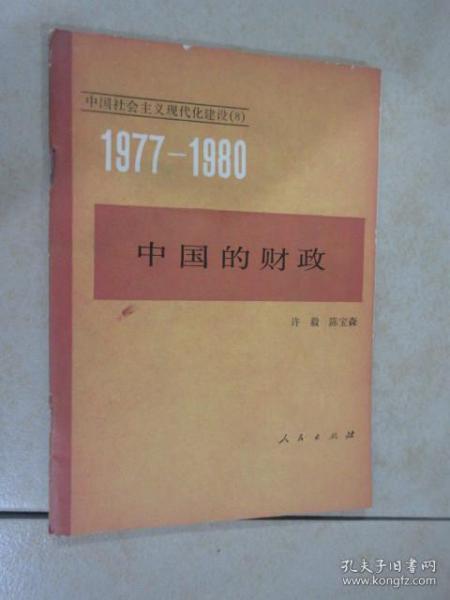 中国社会主义现代化建设(8)
1977-1980
中国的财政
许毅 陈宝森
人民出版社
孔夫子旧书网
www.kongfz.com